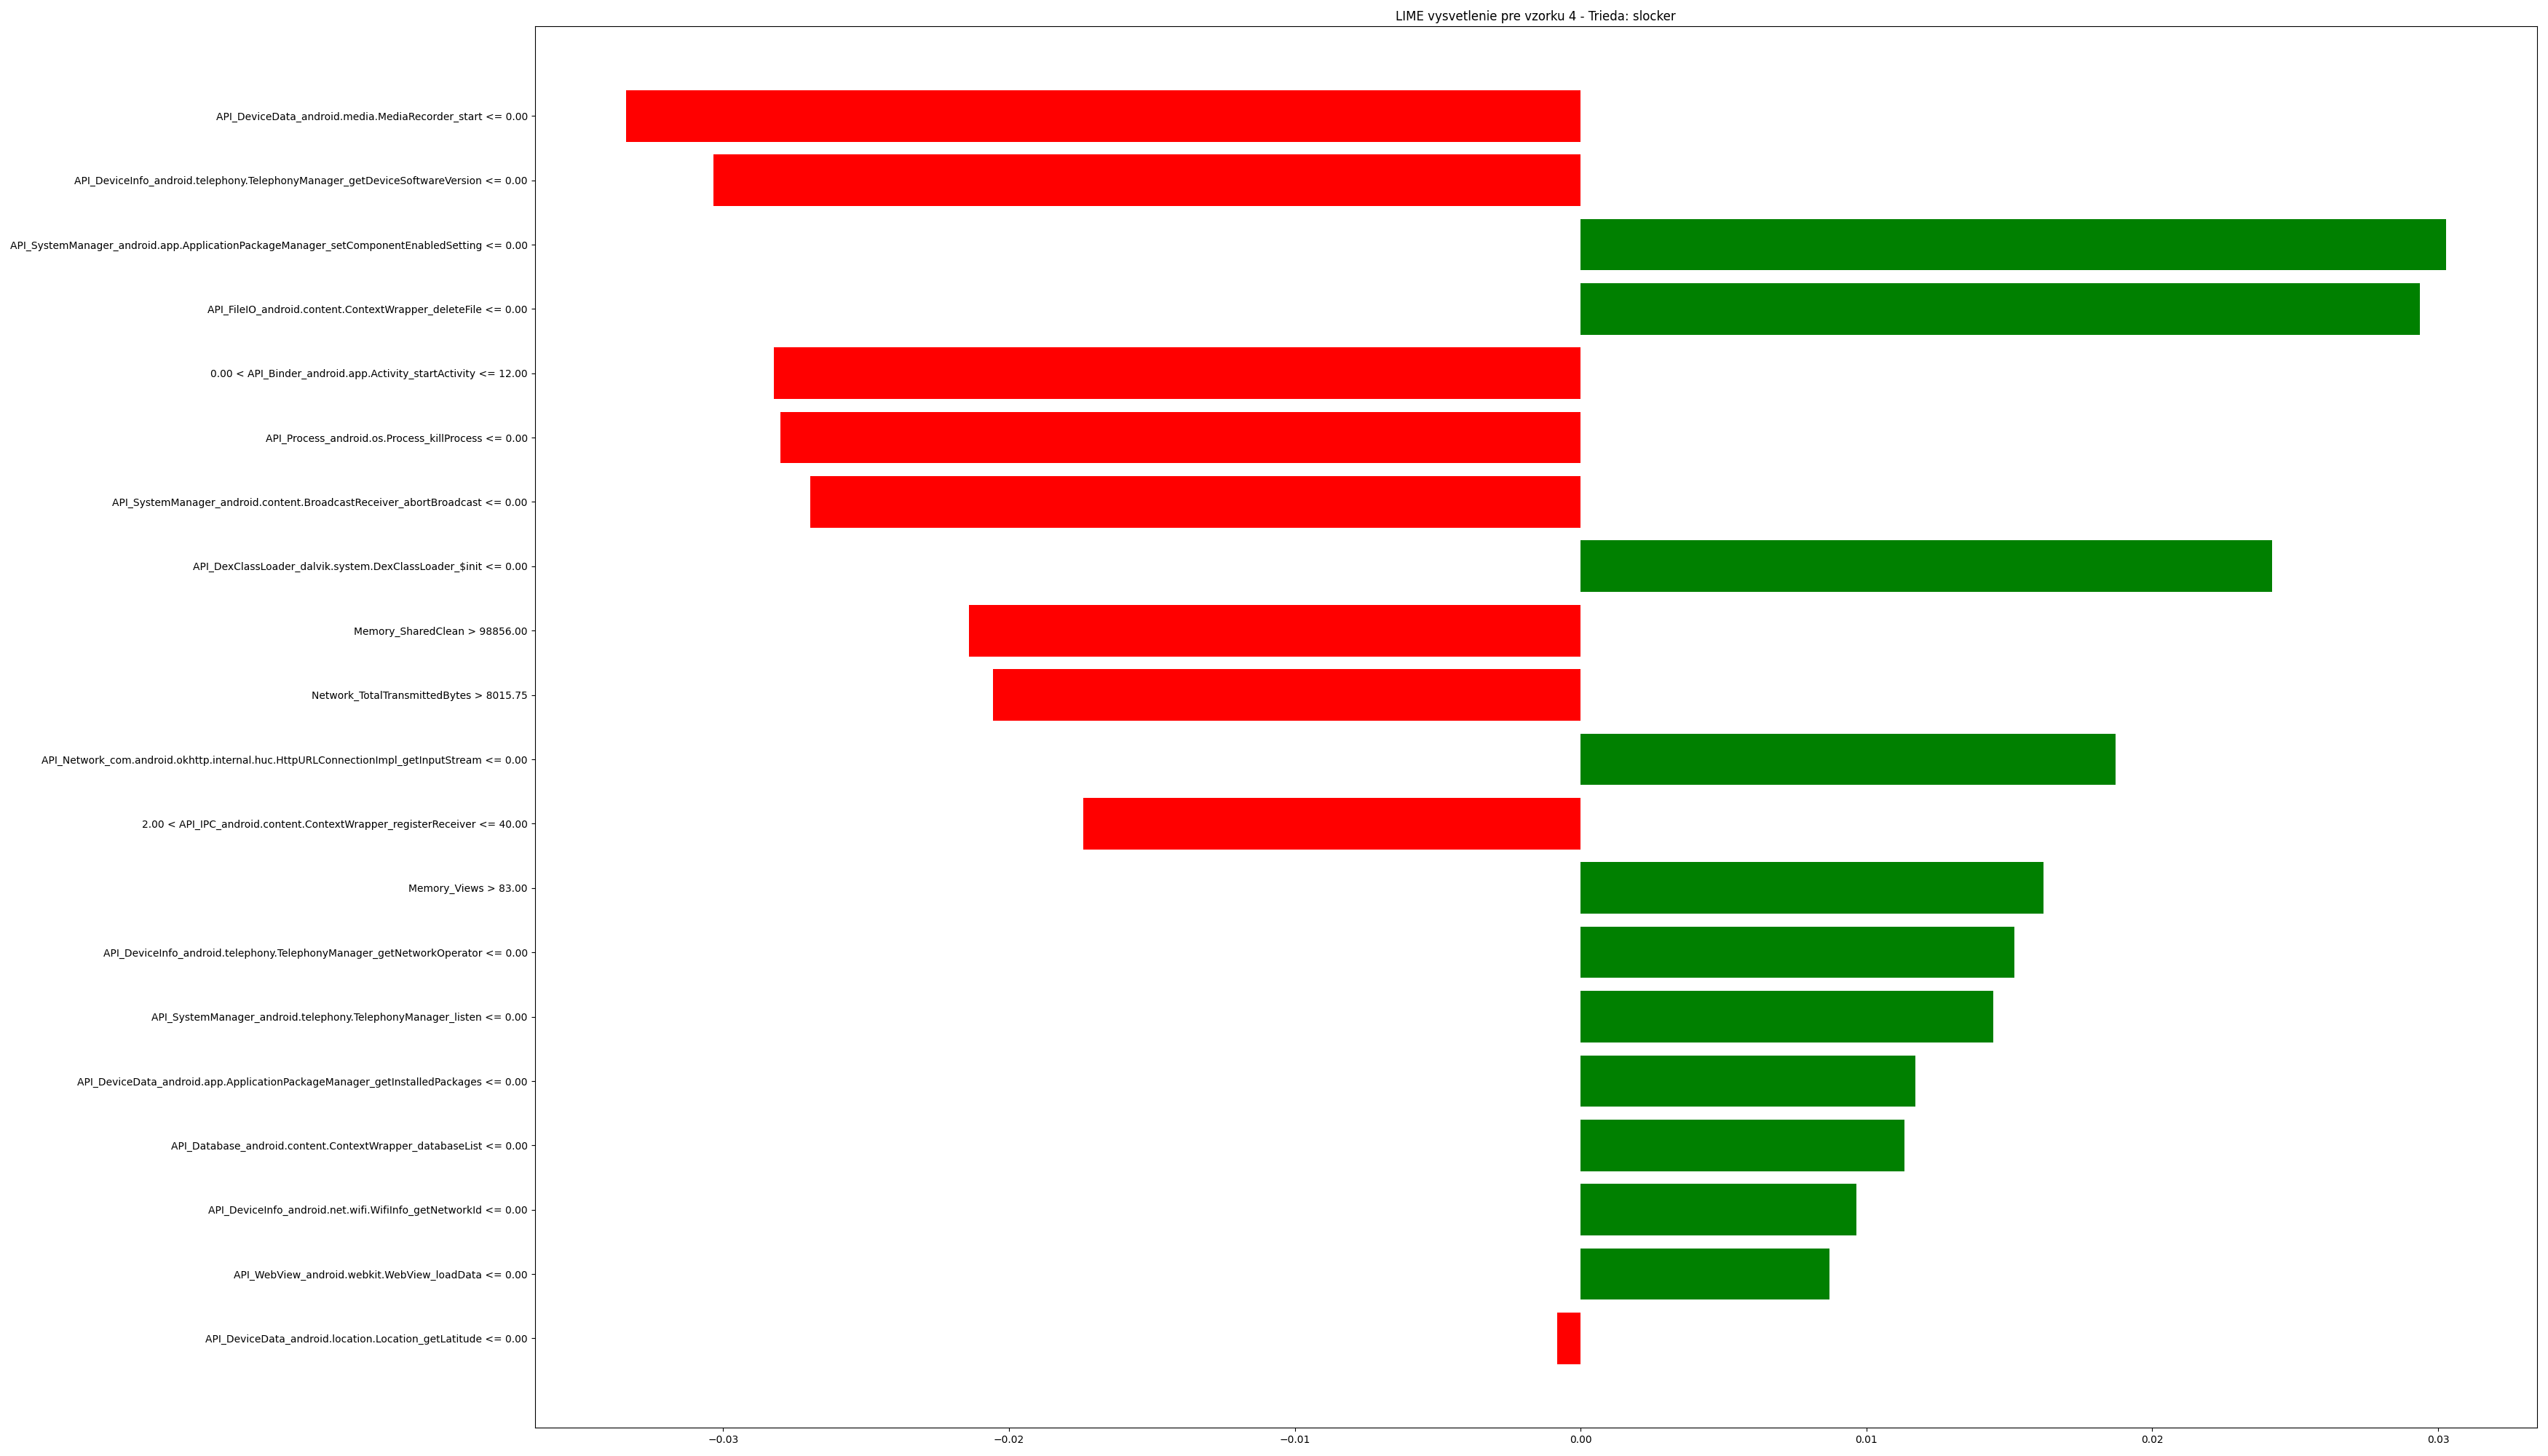 LIME vysvetlenie pre vzorku 4 - Trieda: slocker
API_DeviceData_android.media.MediaRecorder_start <= 0.00
API_DeviceInfo_android.telephony.TelephonyManager_getDeviceSoftwareVersion <= 0.00
API_SystemManager_android.app.ApplicationPackageManager_setComponentEnabledSetting <= 0.00
API_FileIO_android.content.ContextWrapper_deleteFile <= 0.00
0.00 < API_Binder_android.app.Activity_startActivity <= 12.00
API_Process_android.os.Process_killProcess <= 0.00
API_SystemManager_android.content.BroadcastReceiver_abortBroadcast <= 0.00
API_DexClassLoader_dalvik.system.DexClassLoader_$init <= 0.00
Memory_SharedClean > 98856.00
Network_TotalTransmittedBytes > 8015.75
API_Network_com.android.okhttp.internal.huc.HttpURLConnectionImpl_getInputStream <= 0.00
2.00 < API_IPC_android.content.ContextWrapper_registerReceiver <= 40.00
Memory_Views > 83.00
API_DeviceInfo_android.telephony.TelephonyManager_getNetworkOperator <= 0.00
API_SystemManager_android.telephony.TelephonyManager_listen <= 0.00
API_DeviceData_android.app.ApplicationPackageManager_getInstalledPackages <= 0.00
API_Database_android.content.ContextWrapper_databaseList <= 0.00
API_DeviceInfo_android.net.wifi.WifiInfo_getNetworkId <= 0.00
API_WebView_android.webkit.WebView_loadData <= 0.00
API_DeviceData_android.location.Location_getLatitude <= 0.00
−0.03 −0.02 −0.01 0.00 0.01 0.02 0.03